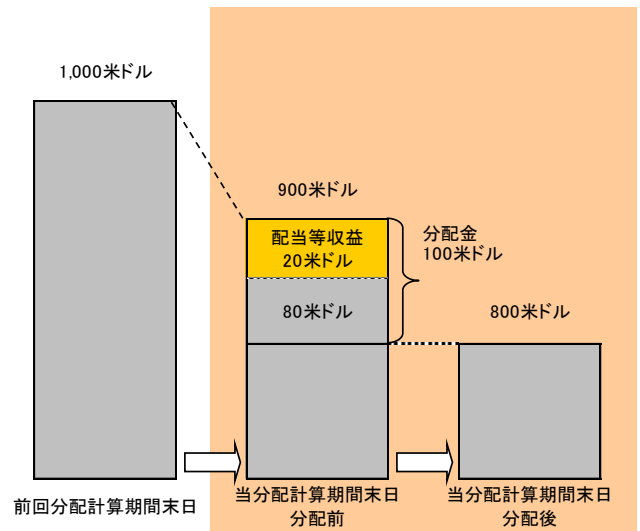 1,000米ドル
900米ドル
配当等収益
20米ドル
分配金
100米ドル
80米ドル
800米ドル
前回分配計算期間末日
当分配計算期間末日
分配前
当分配計算期間末日
分配後